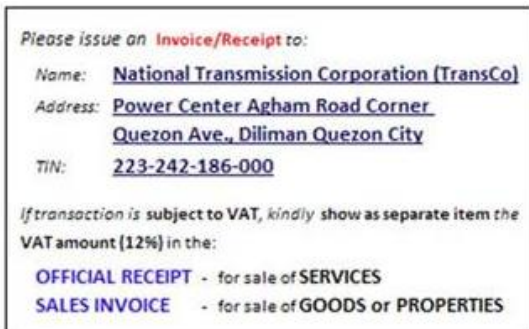 Please issue an Invoice/Receipt to:
Name: National Transmission Corporation (TransCo)
Address: Power Center Agham Road Corner
Quezon Ave., Diliman Quezon City
TIN: 223-242-186-000
If transaction is subject to VAT, kindly show as separate item the
VAT amount (12%) in the:
OFFICIAL RECEIPT - for sale of SERVICES
SALES INVOICE - for sale of GOODS or PROPERTIES